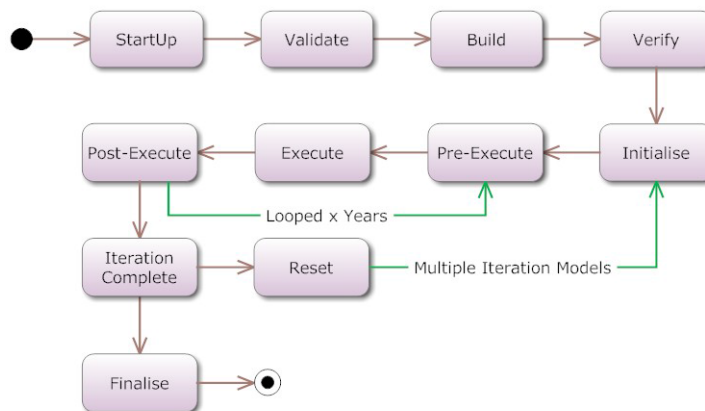 StartUp
Validate
Build
Verify
Post-Execute
Execute
Pre-Execute
Initialise
Looped x Years
Iteration
Complete
Reset
Multiple Iteration Models
Finalise